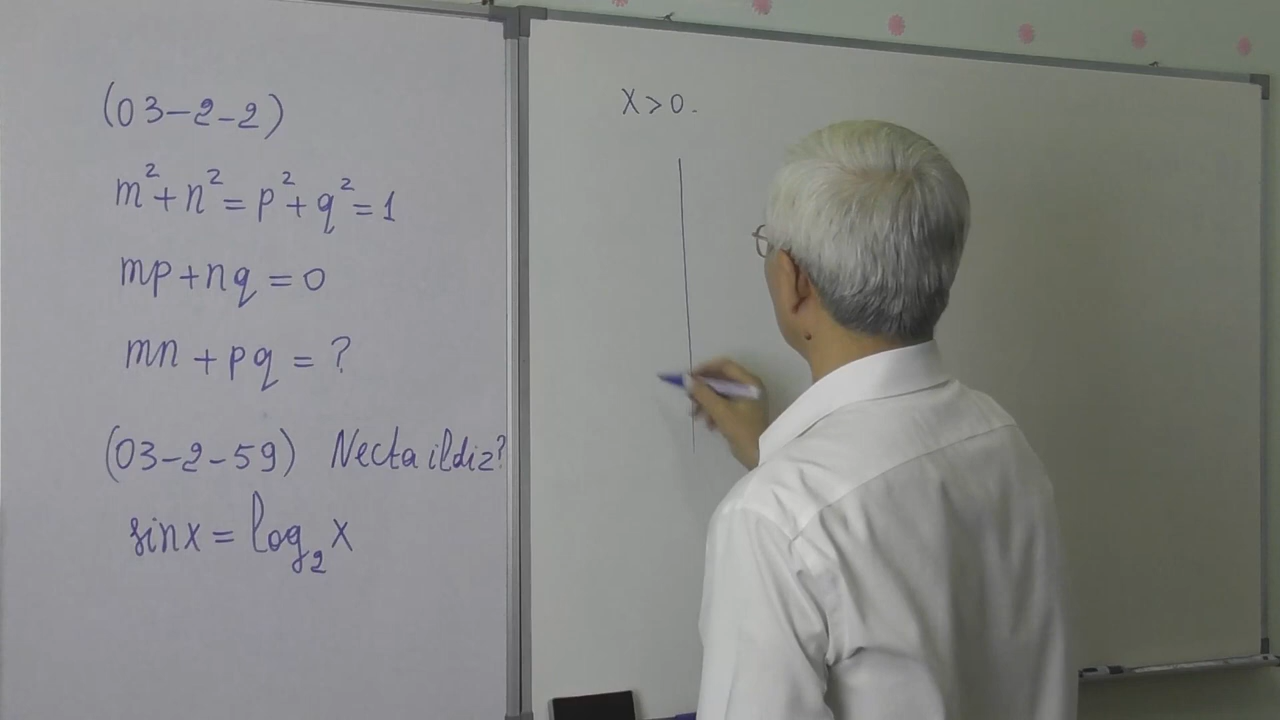 (03-2-2)
m²+n²=p²+q²=1
mp+nq=0
mn+pq=?
(03-2-59) Necta ildiz?
sinx=log₂x
X>0.